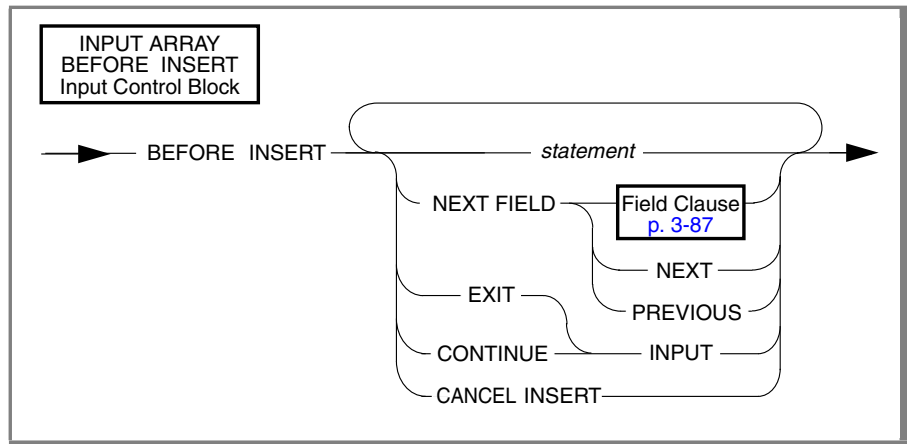 INPUT ARRAY
BEFORE INSERT
Input Control Block
BEFORE INSERT
statement
NEXT FIELD
Field Clause
p. 3-87
NEXT
PREVIOUS
EXIT
CONTINUE
INPUT
CANCEL INSERT